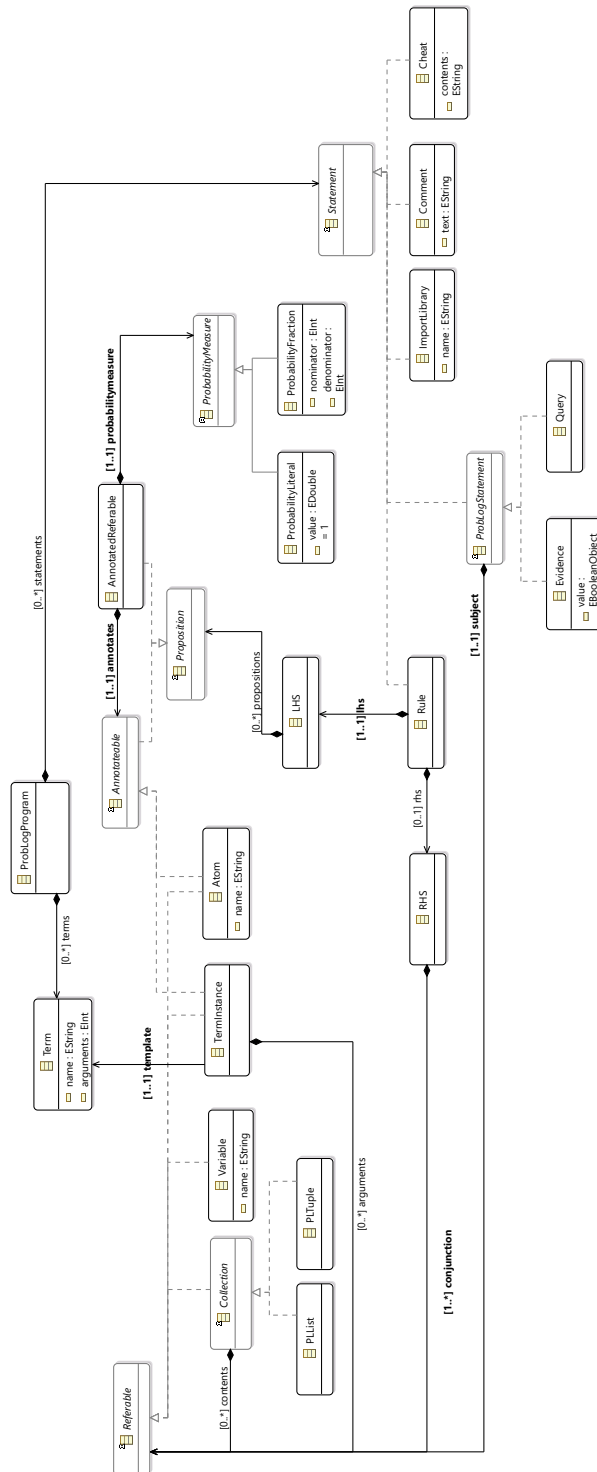 Referable
[0..*] contents
Collection
PLList
PLTuple
Variable
name : EString
[0..*] arguments
[1..*] conjunction
Term
name : EString
arguments : EInt
[1..1] template
TermInstance
[0..*] terms
ProbLogProgram
Atom
name : EString
RHS
[0..1] rhs
Annotateable
[1..1] annotates
AnnotatedReferable
[1..1] probabilitymeasure
[0..*] statements
Proposition
[0..*] propositions
LHS
[1..1] lhs
Rule
[1..1] subject
ProbabilityMeasure
ProbabilityLiteral
value : EDouble
= 1
ProbabilityFraction
nominator : EInt
denominator :
EInt
ProbLogStatement
Evidence
value :
EBooleanObject
Query
Statement
ImportLibrary
name : EString
Comment
text : EString
Cheat
contents :
EString